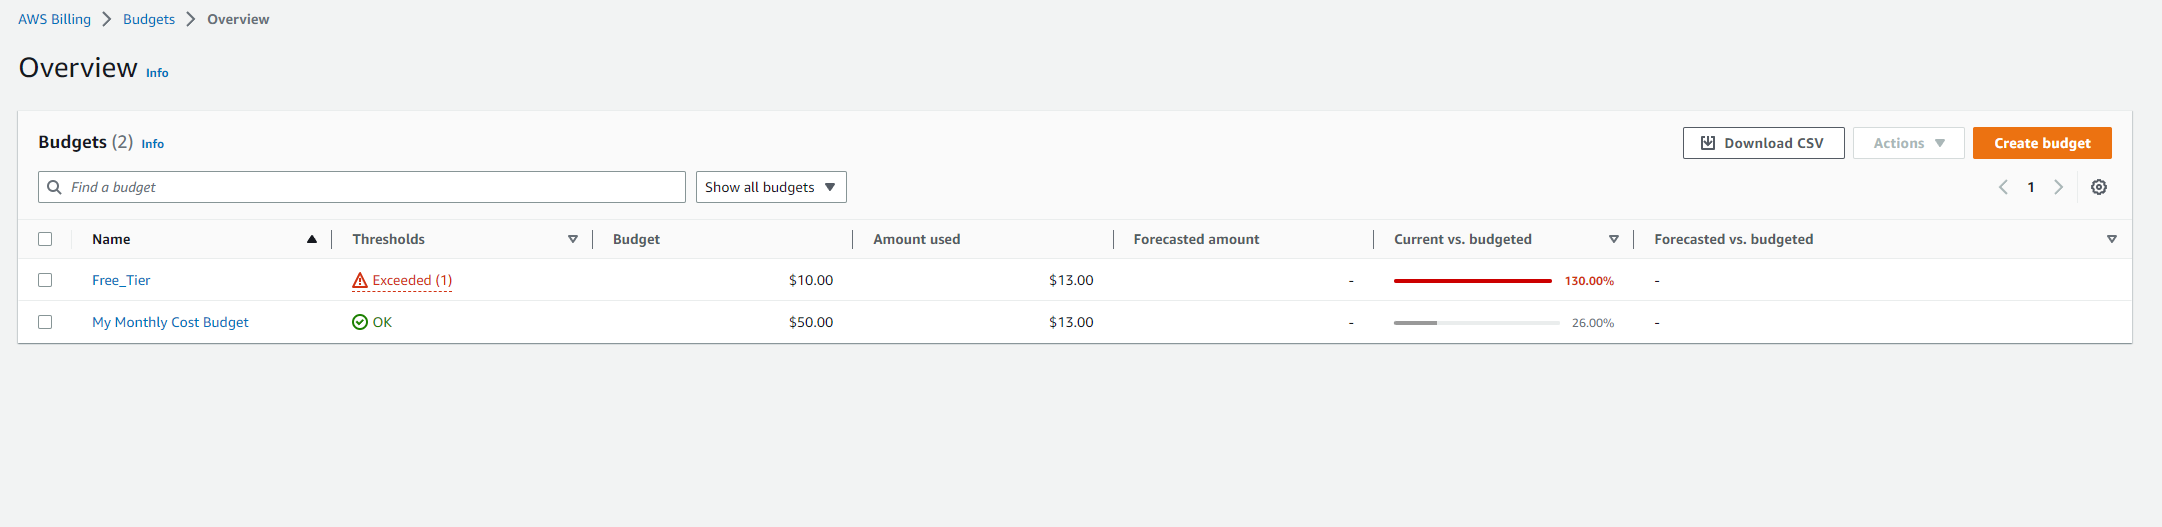 AWS Billing > Budgets > Overview
Overview Info
Budgets (2) Info
Download CSV Actions Create budget
Find a budget Show all budgets 1
Name Thresholds Budget Amount used Forecasted amount Current vs. budgeted Forecasted vs. budgeted
Free_Tier Exceeded (1) $10.00 $13.00 - 130.00% -
My Monthly Cost Budget OK $50.00 $13.00 - 26.00% -